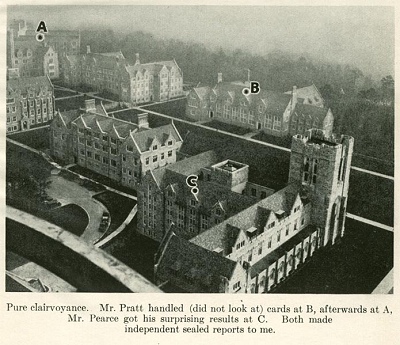 A
B
C
Pure clairvoyance. Mr. Pratt handled (did not look at) cards at B, afterwards at A,
Mr. Pearce got his surprising results at C. Both made
independent sealed reports to me.